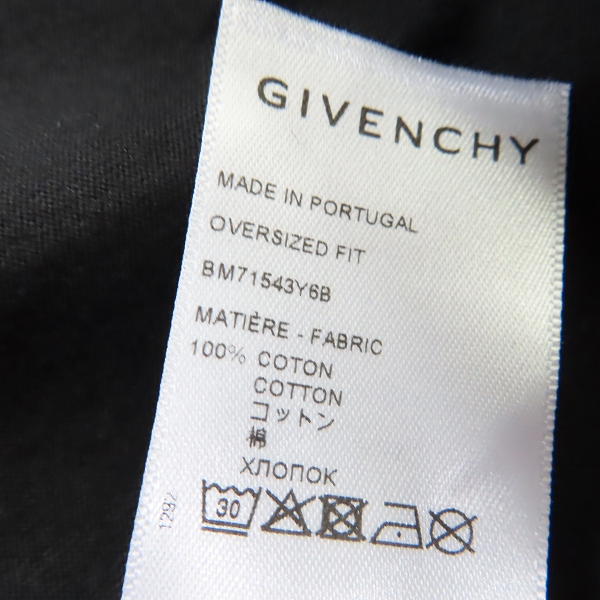 GIVENCHY
MADE IN PORTUGAL
OVERSIZED FIT
BM71543Y6B
MATIÈRE - FABRIC
100% COTON
COTTON
コットン
棉
ХЛОПОК
30